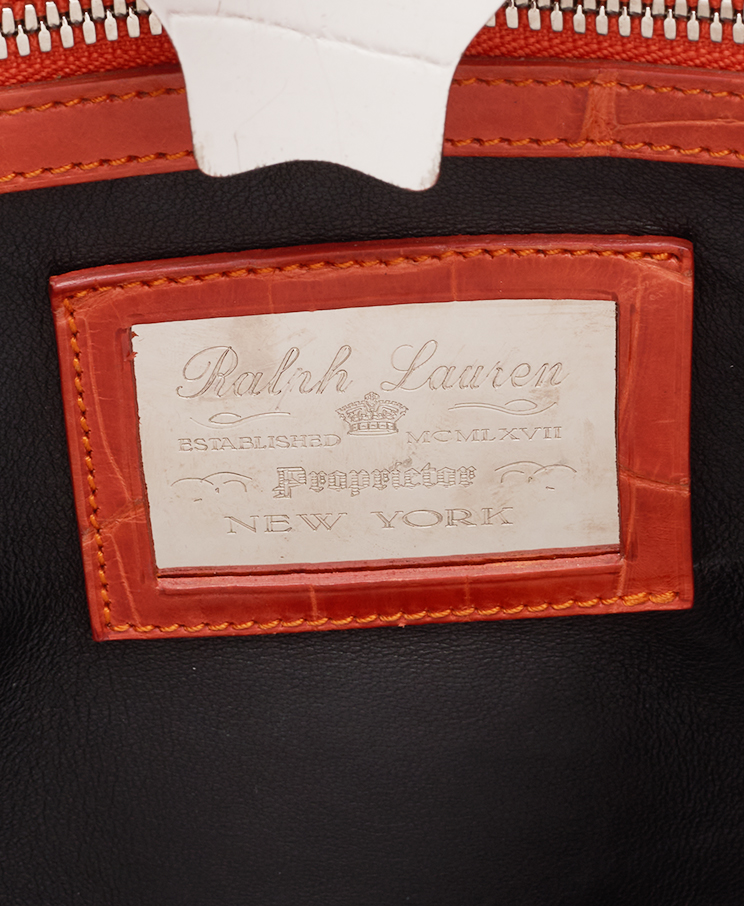 Ralph Lauren
ESTABLISHED MCMLXVII
Proprietor
NEW YORK